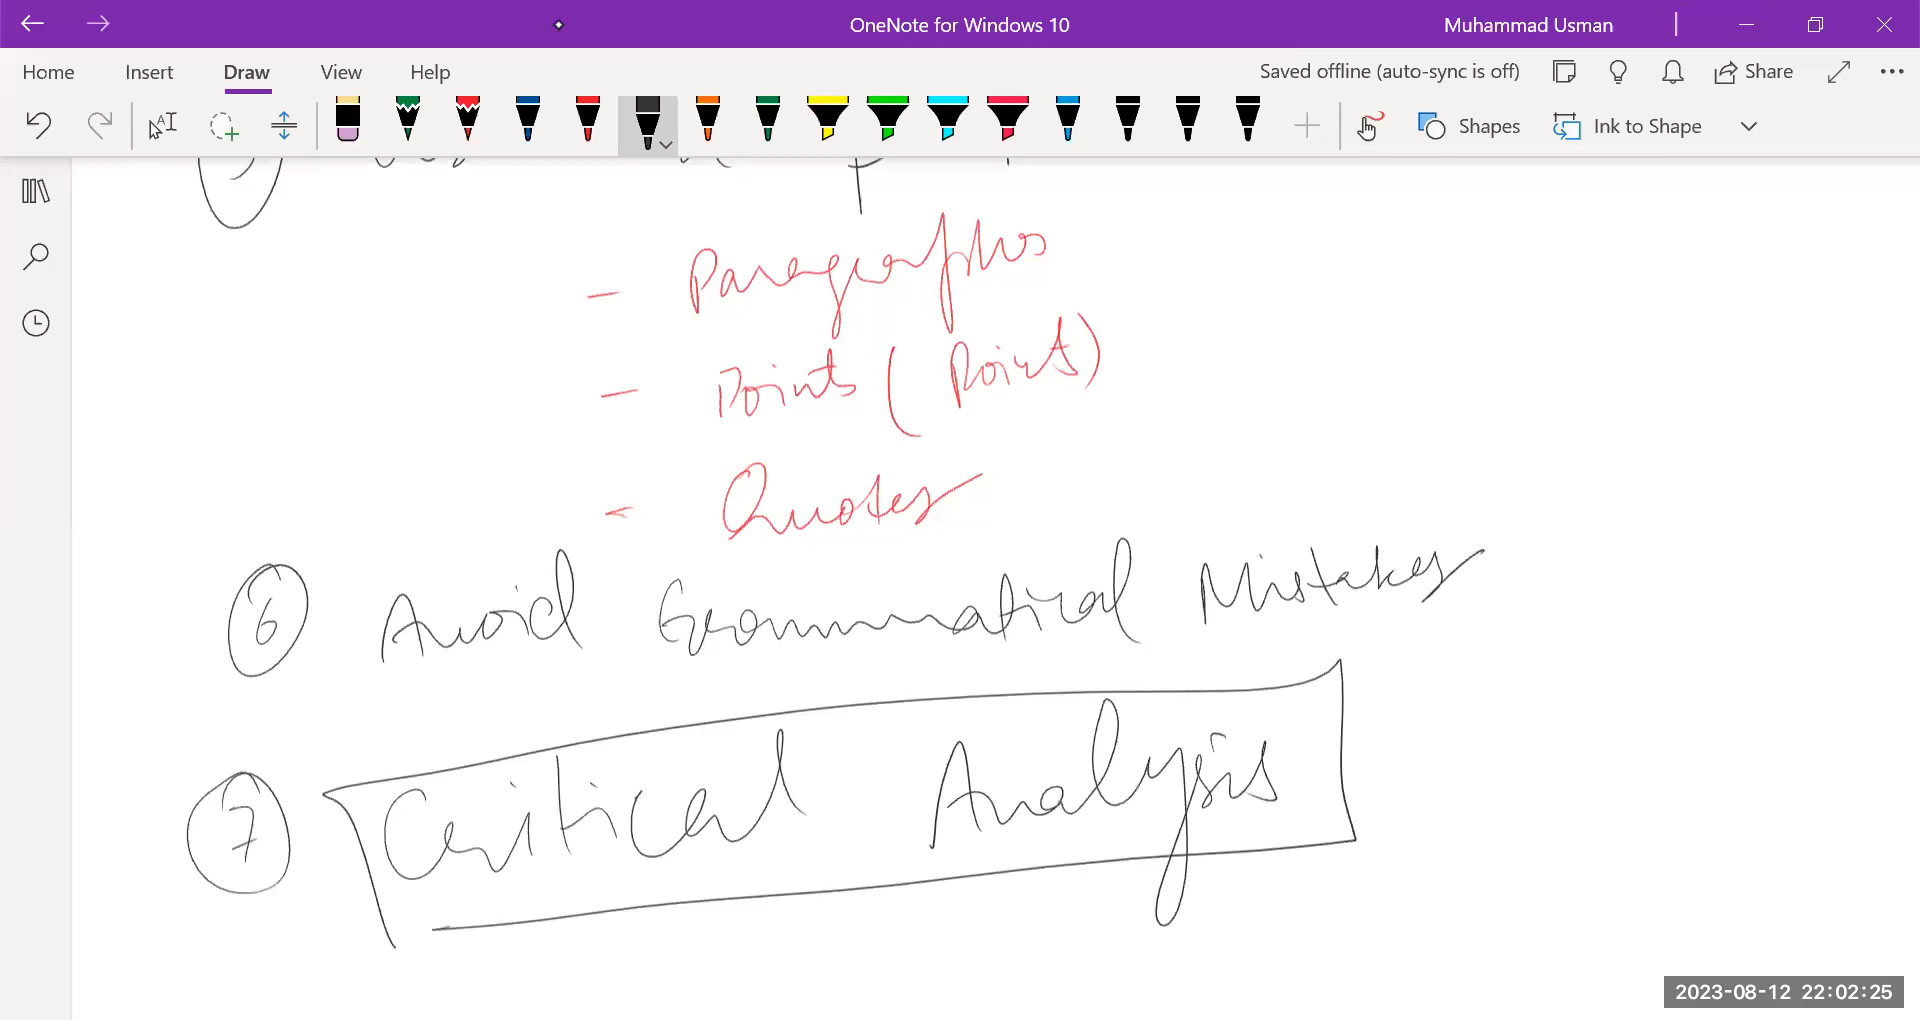 OneNote for Windows 10
Muhammad Usman
Home Insert Draw View Help
Saved offline (auto-sync is off) Share
Shapes Ink to Shape
- Paragraphs
- Points (Point)
- Quotes
6 Avoid Grammatical Mistakes
7 Critical Analysis
2023-08-12 22:02:25